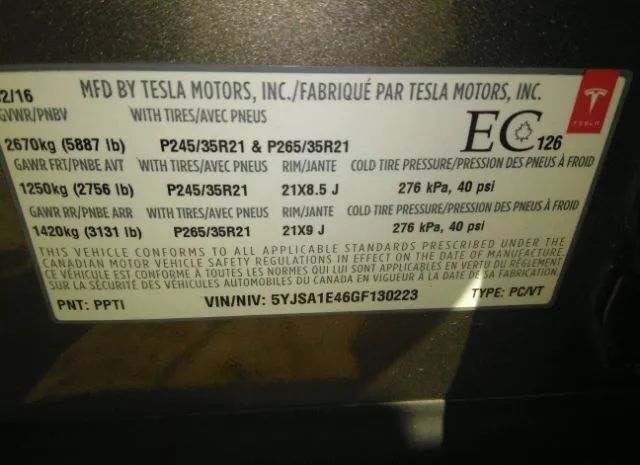 2/16 MFD BY TESLA MOTORS, INC./FABRIQUÉ PAR TESLA MOTORS, INC.
GVWR/PNBV WITH TIRES/AVEC PNEUS
2670kg (5887 lb) P245/35R21 & P265/35R21
EC 126
TESLA
GAWR FRT/PNBE AVT WITH TIRES/AVEC PNEUS RIM/JANTE COLD TIRE PRESSURE/PRESSION DES PNEUS À FROID
1250kg (2756 lb) P245/35R21 21X8.5 J 276 kPa, 40 psi
GAWR RR/PNBE ARR WITH TIRES/AVEC PNEUS RIM/JANTE COLD TIRE PRESSURE/PRESSION DES PNEUS À FROID
1420kg (3131 lb) P265/35R21 21X9 J 276 kPa, 40 psi
THIS VEHICLE CONFORMS TO ALL APPLICABLE STANDARDS PRESCRIBED UNDER THE
CANADIAN MOTOR VEHICLE SAFETY REGULATIONS IN EFFECT ON THE DATE OF MANUFACTURE.
CE VÉHICULE EST CONFORME À TOUTES LES NORMES QUI LUI SONT APPLICABLES EN VERTU DU RÈGLEMENT
SUR LA SÉCURITÉ DES VÉHICULES AUTOMOBILES DU CANADA EN VIGUEUR À LA DATE DE SA FABRICATION.
PNT: PPTI VIN/NIV: 5YJSA1E46GF130223 TYPE: PC/VT